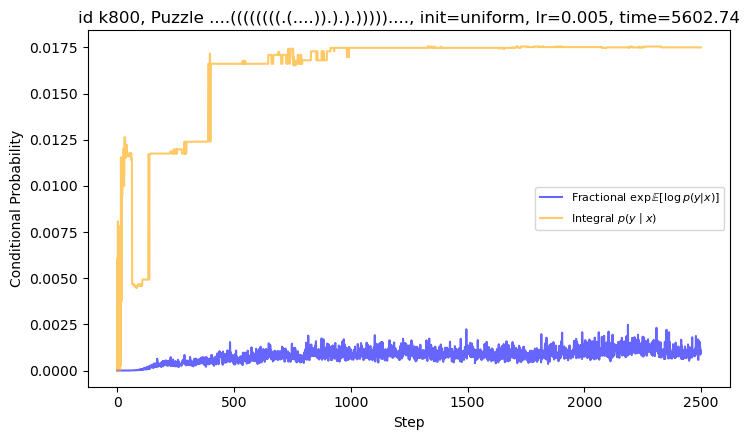 id k800, Puzzle ....((((((((.(....)).).).)))))...., init=uniform, lr=0.005, time=5602.74
Conditional Probability
0.0175
0.0150
0.0125
0.0100
0.0075
0.0050
0.0025
0.0000
Fractional exp𝔼[log p(y|x)]
Integral p(y | x)
0
500
1000
1500
2000
2500
Step